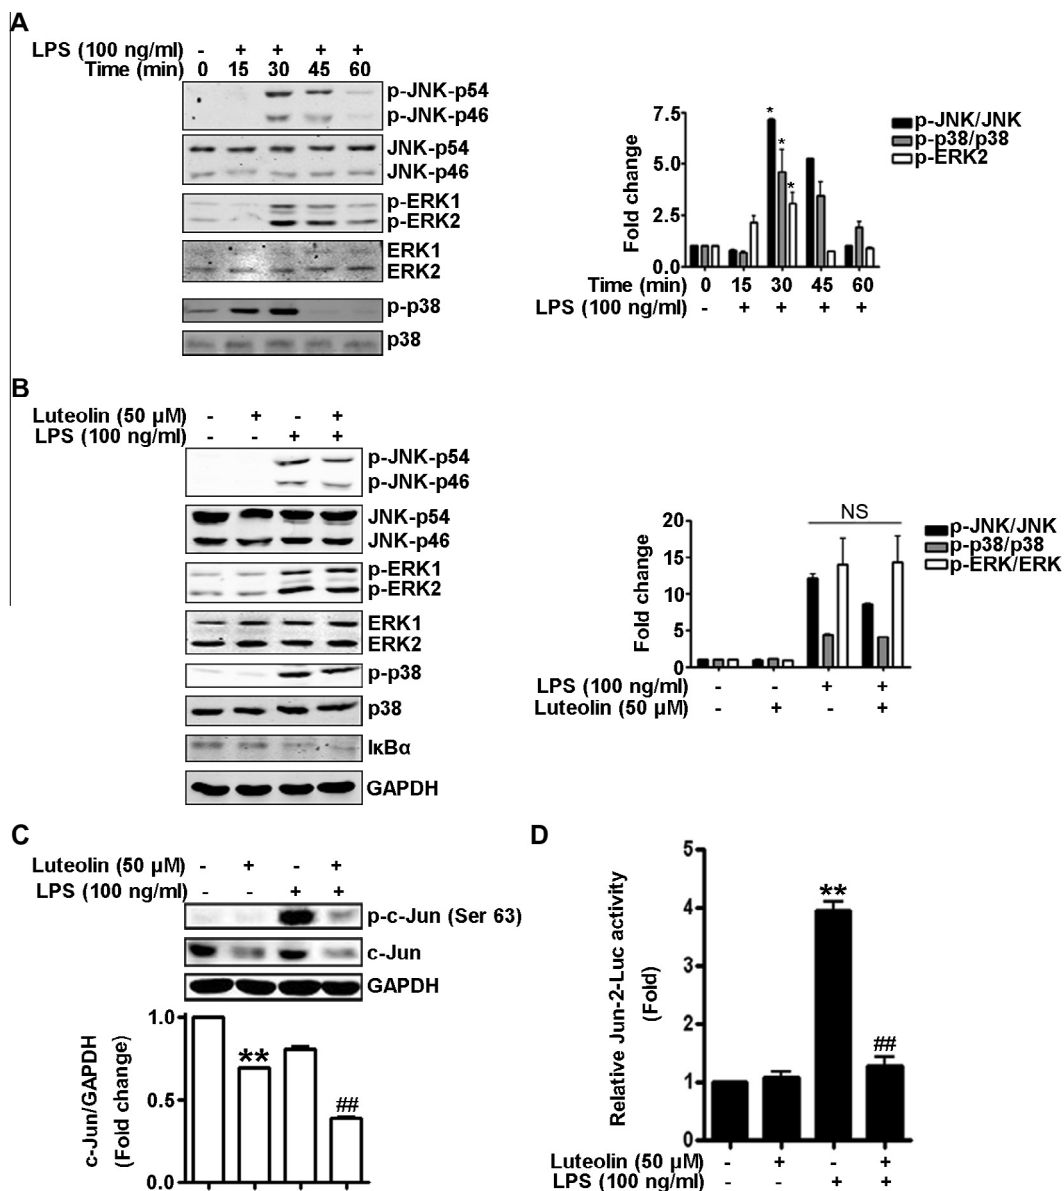 A
LPS (100 ng/ml) - + + + +
Time (min) 0 15 30 45 60
p-JNK-p54
p-JNK-p46
JNK-p54
JNK-p46
p-ERK1
p-ERK2
ERK1
ERK2
p-p38
p38
7.5
5.0
2.5
0.0
Fold change
* * *
p-JNK/JNK
p-p38/p38
p-ERK2
Time (min) 0 15 30 45 60
LPS (100 ng/ml) - + + + +
B
Luteolin (50 µM) - + - +
LPS (100 ng/ml) - - + +
p-JNK-p54
p-JNK-p46
JNK-p54
JNK-p46
p-ERK1
p-ERK2
ERK1
ERK2
p-p38
p38
IκBα
GAPDH
20
15
10
5
0
Fold change
NS
p-JNK/JNK
p-p38/p38
p-ERK/ERK
LPS (100 ng/ml) - - + +
Luteolin (50 µM) - + - +
C
Luteolin (50 µM) - + - +
LPS (100 ng/ml) - - + +
p-c-Jun (Ser 63)
c-Jun
GAPDH
1.0
0.5
0.0
c-Jun/GAPDH
(Fold change)
**
##
D
5
4
3
2
1
0
Relative Jun-2-Luc activity
(Fold)
**
##
Luteolin (50 µM) - + - +
LPS (100 ng/ml) - - + +